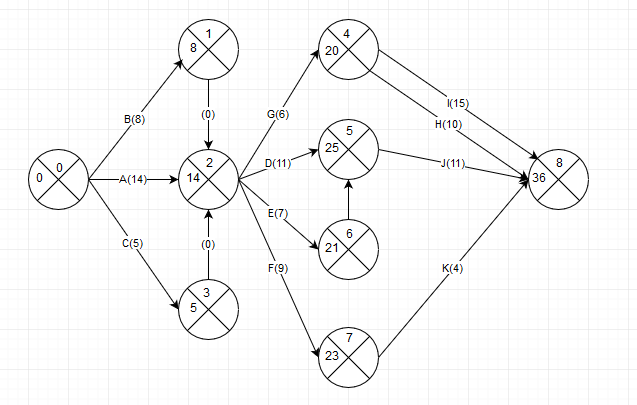 1
8
B(8)
(0)
0
0
A(14)
2
14
C(5)
(0)
3
5
G(6)
D(11)
E(7)
F(9)
4
20
5
25
6
21
7
23
I(15)
H(10)
J(11)
K(4)
8
36